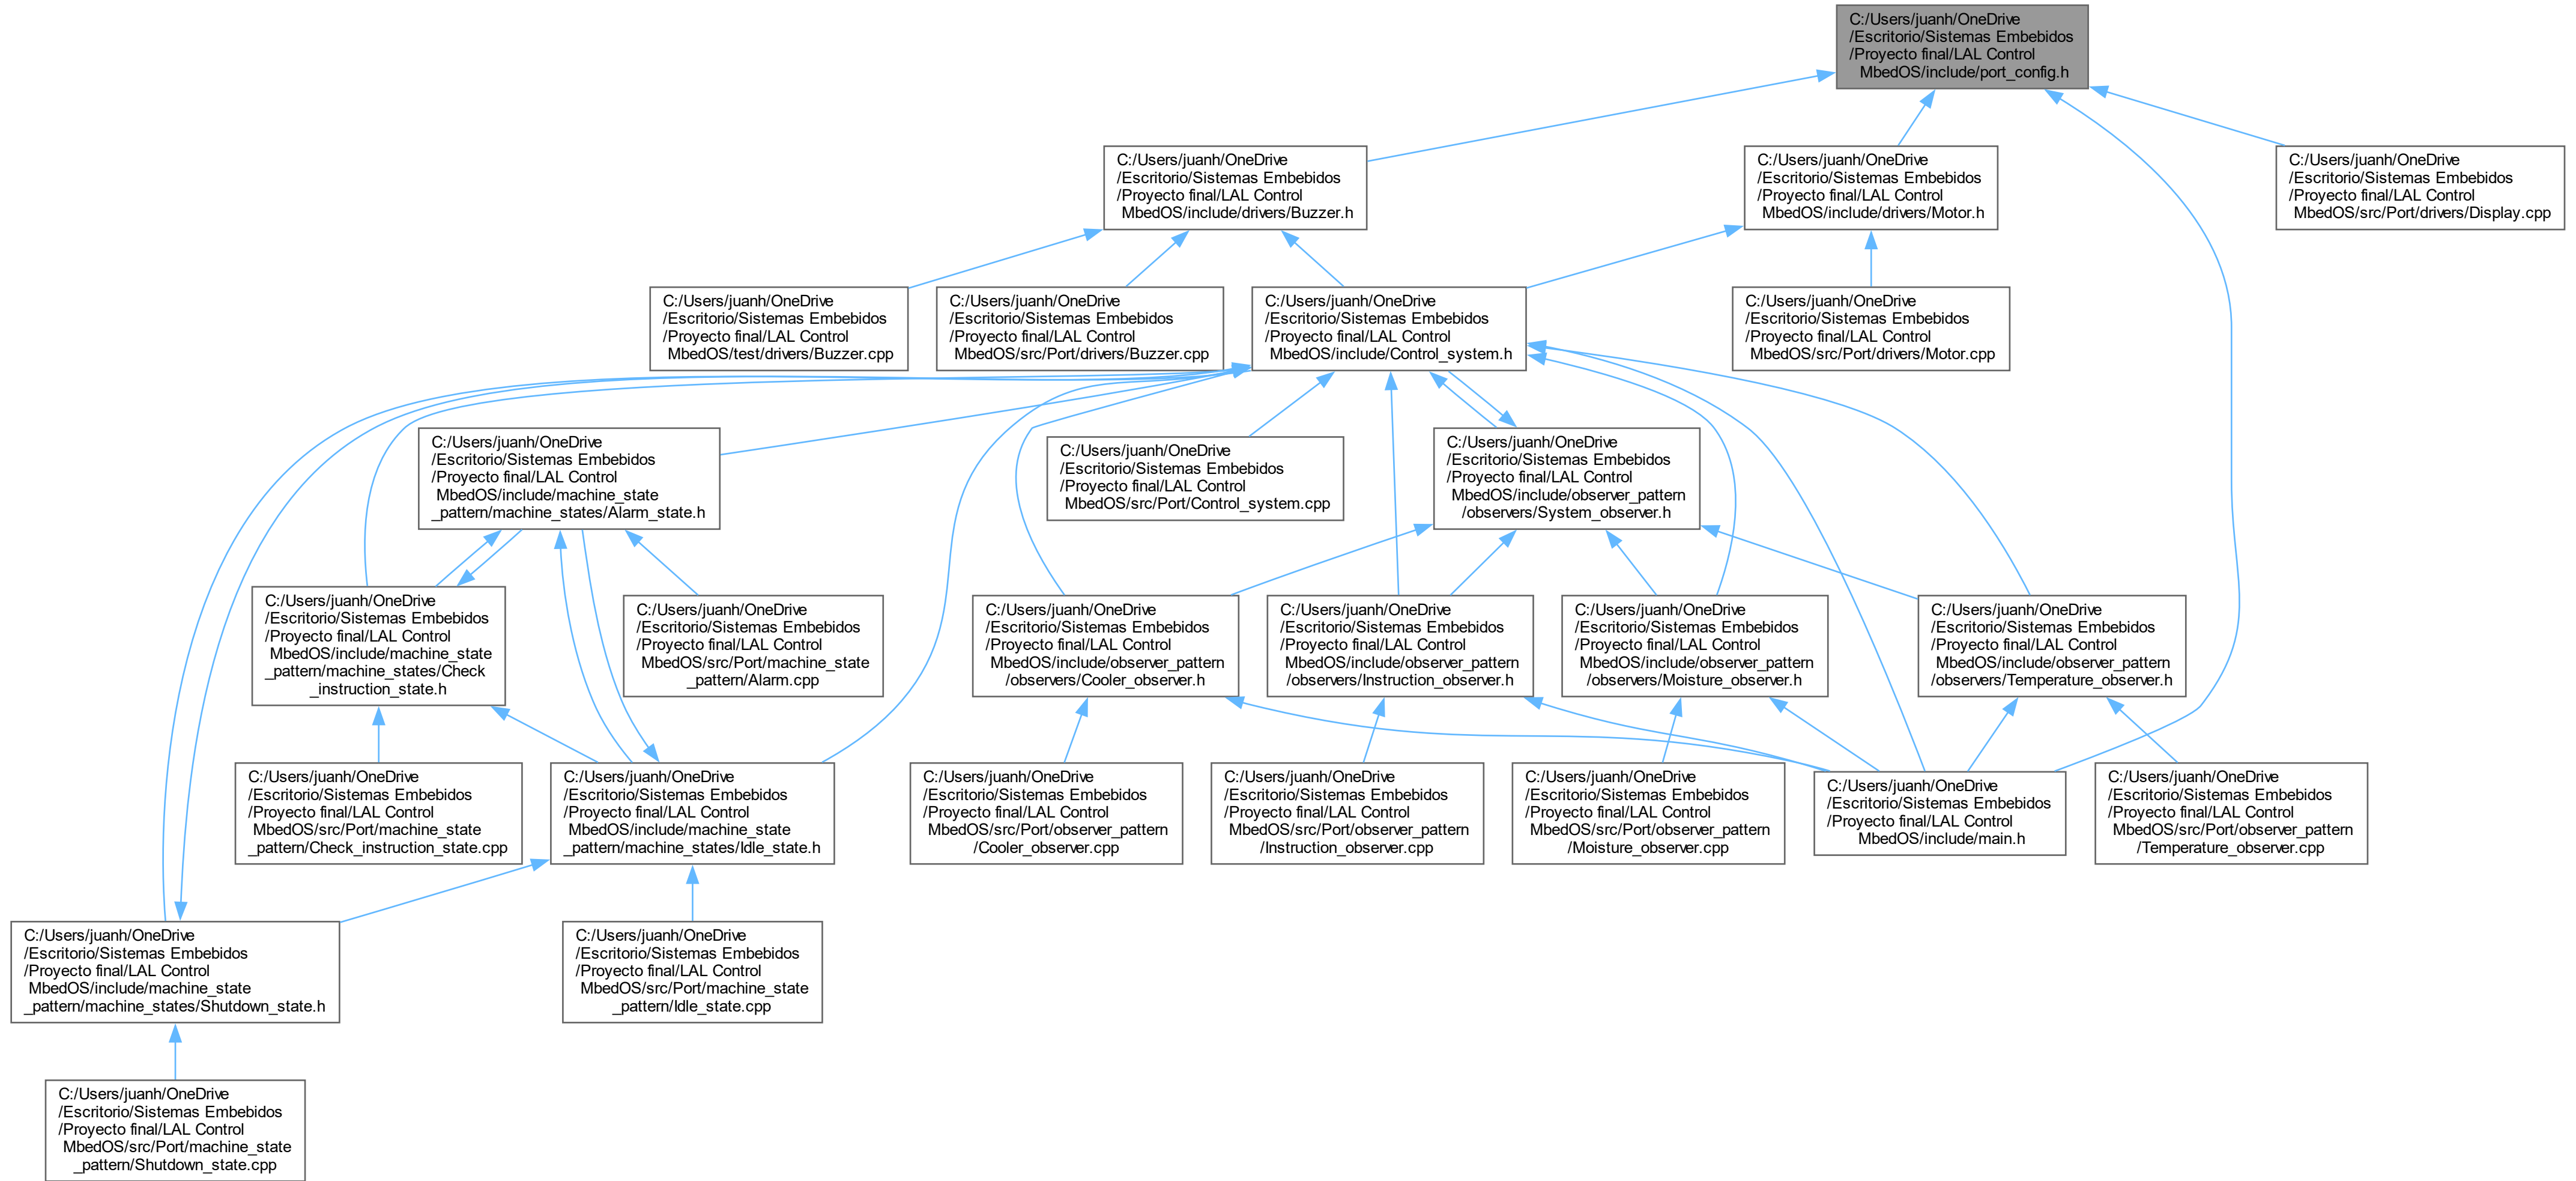 C:/Users/juanh/OneDrive
/Escritorio/Sistemas Embebidos
/Proyecto final/LAL Control
MbedOS/include/port_config.h
C:/Users/juanh/OneDrive
/Escritorio/Sistemas Embebidos
/Proyecto final/LAL Control
MbedOS/include/drivers/Buzzer.h
C:/Users/juanh/OneDrive
/Escritorio/Sistemas Embebidos
/Proyecto final/LAL Control
MbedOS/include/drivers/Motor.h
C:/Users/juanh/OneDrive
/Escritorio/Sistemas Embebidos
/Proyecto final/LAL Control
MbedOS/src/Port/drivers/Display.cpp
C:/Users/juanh/OneDrive
/Escritorio/Sistemas Embebidos
/Proyecto final/LAL Control
MbedOS/test/drivers/Buzzer.cpp
C:/Users/juanh/OneDrive
/Escritorio/Sistemas Embebidos
/Proyecto final/LAL Control
MbedOS/src/Port/drivers/Buzzer.cpp
C:/Users/juanh/OneDrive
/Escritorio/Sistemas Embebidos
/Proyecto final/LAL Control
MbedOS/include/Control_system.h
C:/Users/juanh/OneDrive
/Escritorio/Sistemas Embebidos
/Proyecto final/LAL Control
MbedOS/src/Port/drivers/Motor.cpp
C:/Users/juanh/OneDrive
/Escritorio/Sistemas Embebidos
/Proyecto final/LAL Control
MbedOS/include/machine_state
_pattern/machine_states/Alarm_state.h
C:/Users/juanh/OneDrive
/Escritorio/Sistemas Embebidos
/Proyecto final/LAL Control
MbedOS/src/Port/Control_system.cpp
C:/Users/juanh/OneDrive
/Escritorio/Sistemas Embebidos
/Proyecto final/LAL Control
MbedOS/include/observer_pattern
/observers/System_observer.h
C:/Users/juanh/OneDrive
/Escritorio/Sistemas Embebidos
/Proyecto final/LAL Control
MbedOS/include/machine_state
_pattern/machine_states/Check
_instruction_state.h
C:/Users/juanh/OneDrive
/Escritorio/Sistemas Embebidos
/Proyecto final/LAL Control
MbedOS/src/Port/machine_state
_pattern/Alarm.cpp
C:/Users/juanh/OneDrive
/Escritorio/Sistemas Embebidos
/Proyecto final/LAL Control
MbedOS/include/observer_pattern
/observers/Cooler_observer.h
C:/Users/juanh/OneDrive
/Escritorio/Sistemas Embebidos
/Proyecto final/LAL Control
MbedOS/include/observer_pattern
/observers/Instruction_observer.h
C:/Users/juanh/OneDrive
/Escritorio/Sistemas Embebidos
/Proyecto final/LAL Control
MbedOS/include/observer_pattern
/observers/Moisture_observer.h
C:/Users/juanh/OneDrive
/Escritorio/Sistemas Embebidos
/Proyecto final/LAL Control
MbedOS/include/observer_pattern
/observers/Temperature_observer.h
C:/Users/juanh/OneDrive
/Escritorio/Sistemas Embebidos
/Proyecto final/LAL Control
MbedOS/src/Port/machine_state
_pattern/Check_instruction_state.cpp
C:/Users/juanh/OneDrive
/Escritorio/Sistemas Embebidos
/Proyecto final/LAL Control
MbedOS/include/machine_state
_pattern/machine_states/Idle_state.h
C:/Users/juanh/OneDrive
/Escritorio/Sistemas Embebidos
/Proyecto final/LAL Control
MbedOS/src/Port/observer_pattern
/Cooler_observer.cpp
C:/Users/juanh/OneDrive
/Escritorio/Sistemas Embebidos
/Proyecto final/LAL Control
MbedOS/src/Port/observer_pattern
/Instruction_observer.cpp
C:/Users/juanh/OneDrive
/Escritorio/Sistemas Embebidos
/Proyecto final/LAL Control
MbedOS/src/Port/observer_pattern
/Moisture_observer.cpp
C:/Users/juanh/OneDrive
/Escritorio/Sistemas Embebidos
/Proyecto final/LAL Control
MbedOS/include/main.h
C:/Users/juanh/OneDrive
/Escritorio/Sistemas Embebidos
/Proyecto final/LAL Control
MbedOS/src/Port/observer_pattern
/Temperature_observer.cpp
C:/Users/juanh/OneDrive
/Escritorio/Sistemas Embebidos
/Proyecto final/LAL Control
MbedOS/include/machine_state
_pattern/machine_states/Shutdown_state.h
C:/Users/juanh/OneDrive
/Escritorio/Sistemas Embebidos
/Proyecto final/LAL Control
MbedOS/src/Port/machine_state
_pattern/Idle_state.cpp
C:/Users/juanh/OneDrive
/Escritorio/Sistemas Embebidos
/Proyecto final/LAL Control
MbedOS/src/Port/machine_state
_pattern/Shutdown_state.cpp